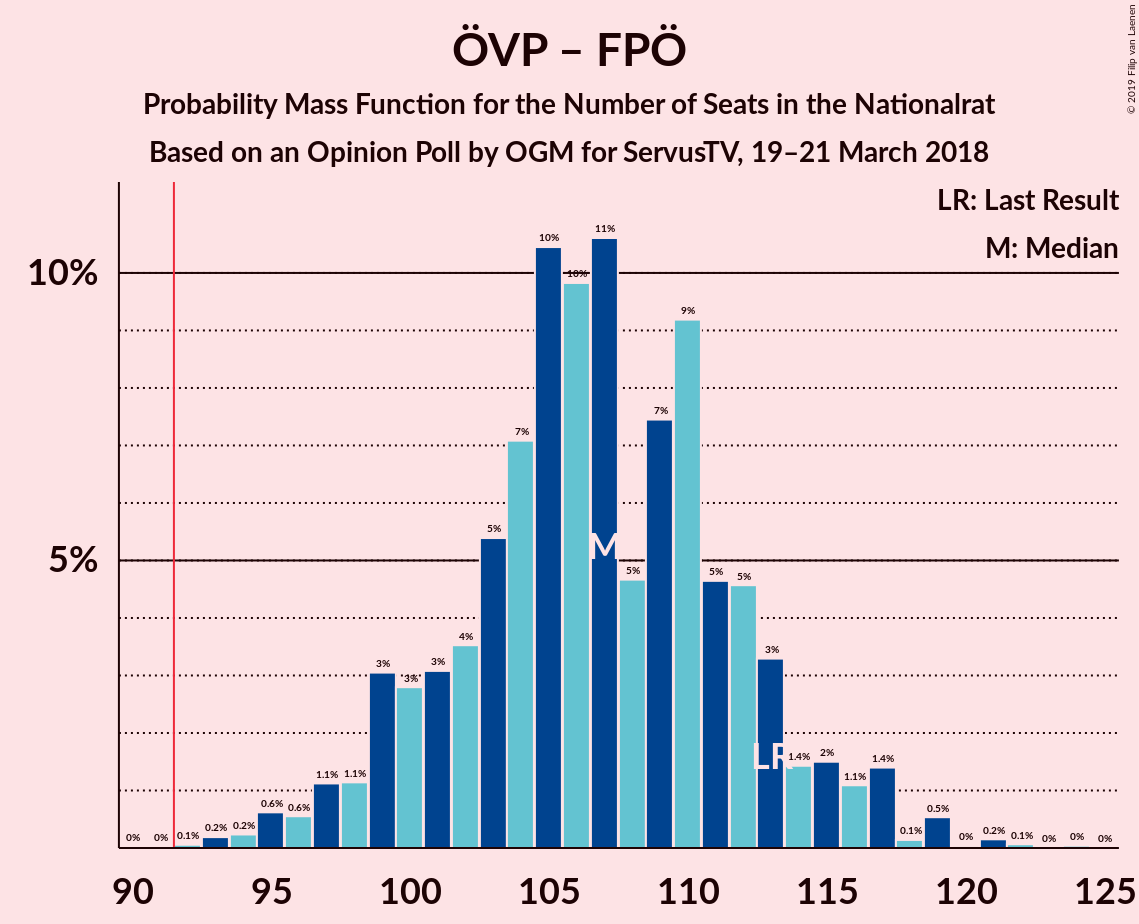 ÖVP – FPÖ
Probability Mass Function for the Number of Seats in the Nationalrat
Based on an Opinion Poll by OGM for ServusTV, 19–21 March 2018
© 2019 Filip van Laenen
LR: Last Result
M: Median
10%
5%
0% 0% 0.1% 0.2% 0.2% 0.6% 0.6% 1.1% 1.1% 3% 3% 3% 4% 5% 7% 10% 10% 11% 5% 7% 9% 5% 5% 3% 1.4% 2% 1.1% 1.4% 0.1% 0.5% 0% 0.2% 0.1% 0% 0% 0%
M
LR
90 95 100 105 110 115 120 125